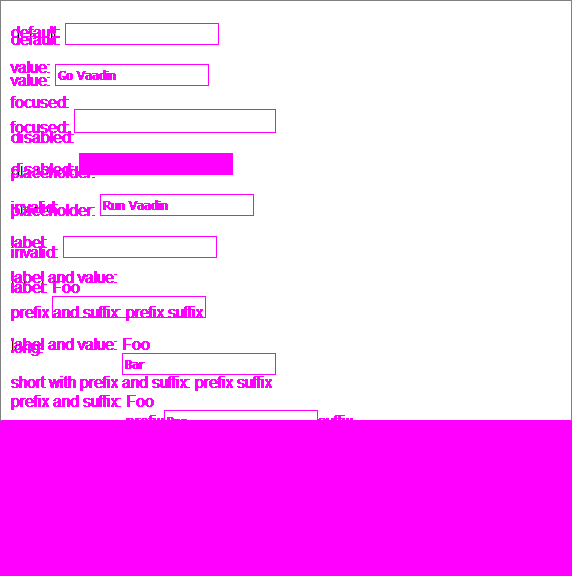 default:
default:
value:
value: Go Vaadin
focused:
focused:
disabled:
disabled:
placeholder:
invalid:
placeholder: Run Vaadin
label:
invalid:
label and value:
label: Foo
prefix and suffix: prefix suffix
label and value: Foo
long:
Bar
short with prefix and suffix: prefix suffix
prefix and suffix: Foo
prefix suffix